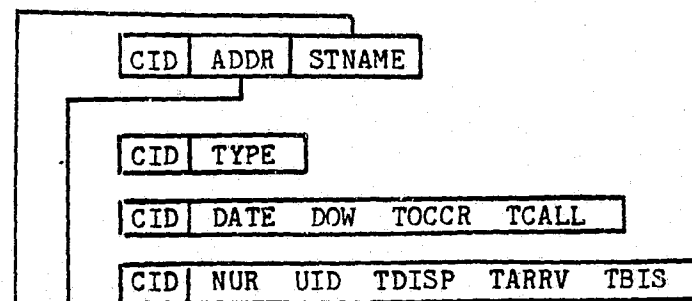 CID ADDR STNAME
CID TYPE
CID DATE DOW TOCCR TCALL
CID NUR UID TDISP TARRV TBIS